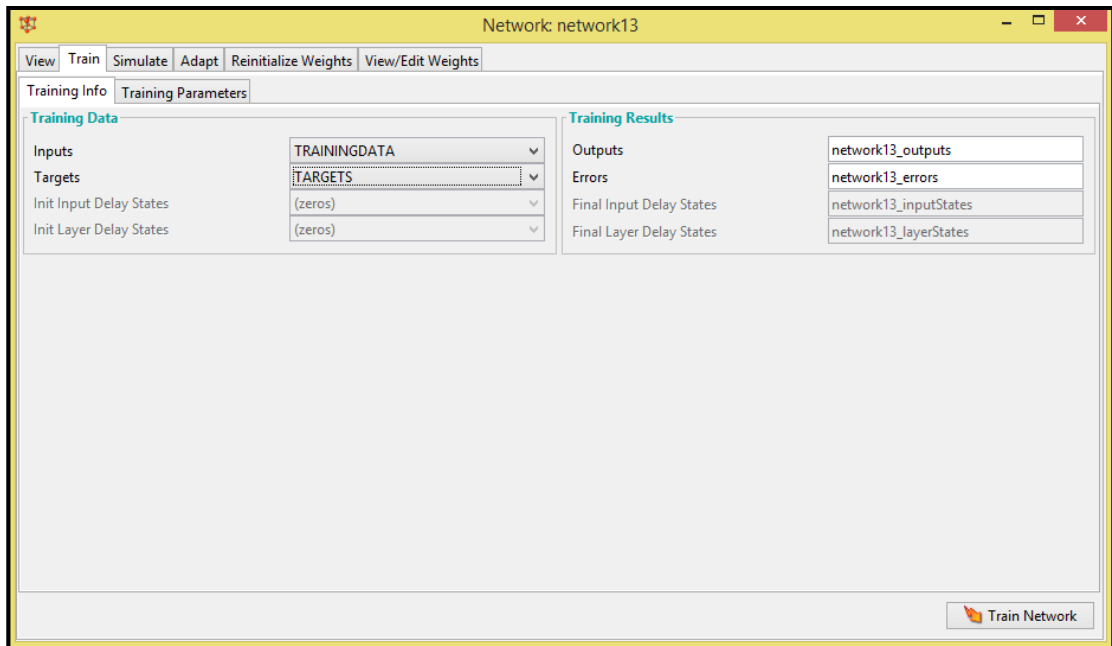 Network: network13
View Train Simulate Adapt Reinitialize Weights View/Edit Weights
Training Info Training Parameters
Training Data
Inputs TRAININGDATA
Targets TARGETS
Init Input Delay States (zeros)
Init Layer Delay States (zeros)
Training Results
Outputs network13_outputs
Errors network13_errors
Final Input Delay States network13_inputStates
Final Layer Delay States network13_layerStates
Train Network